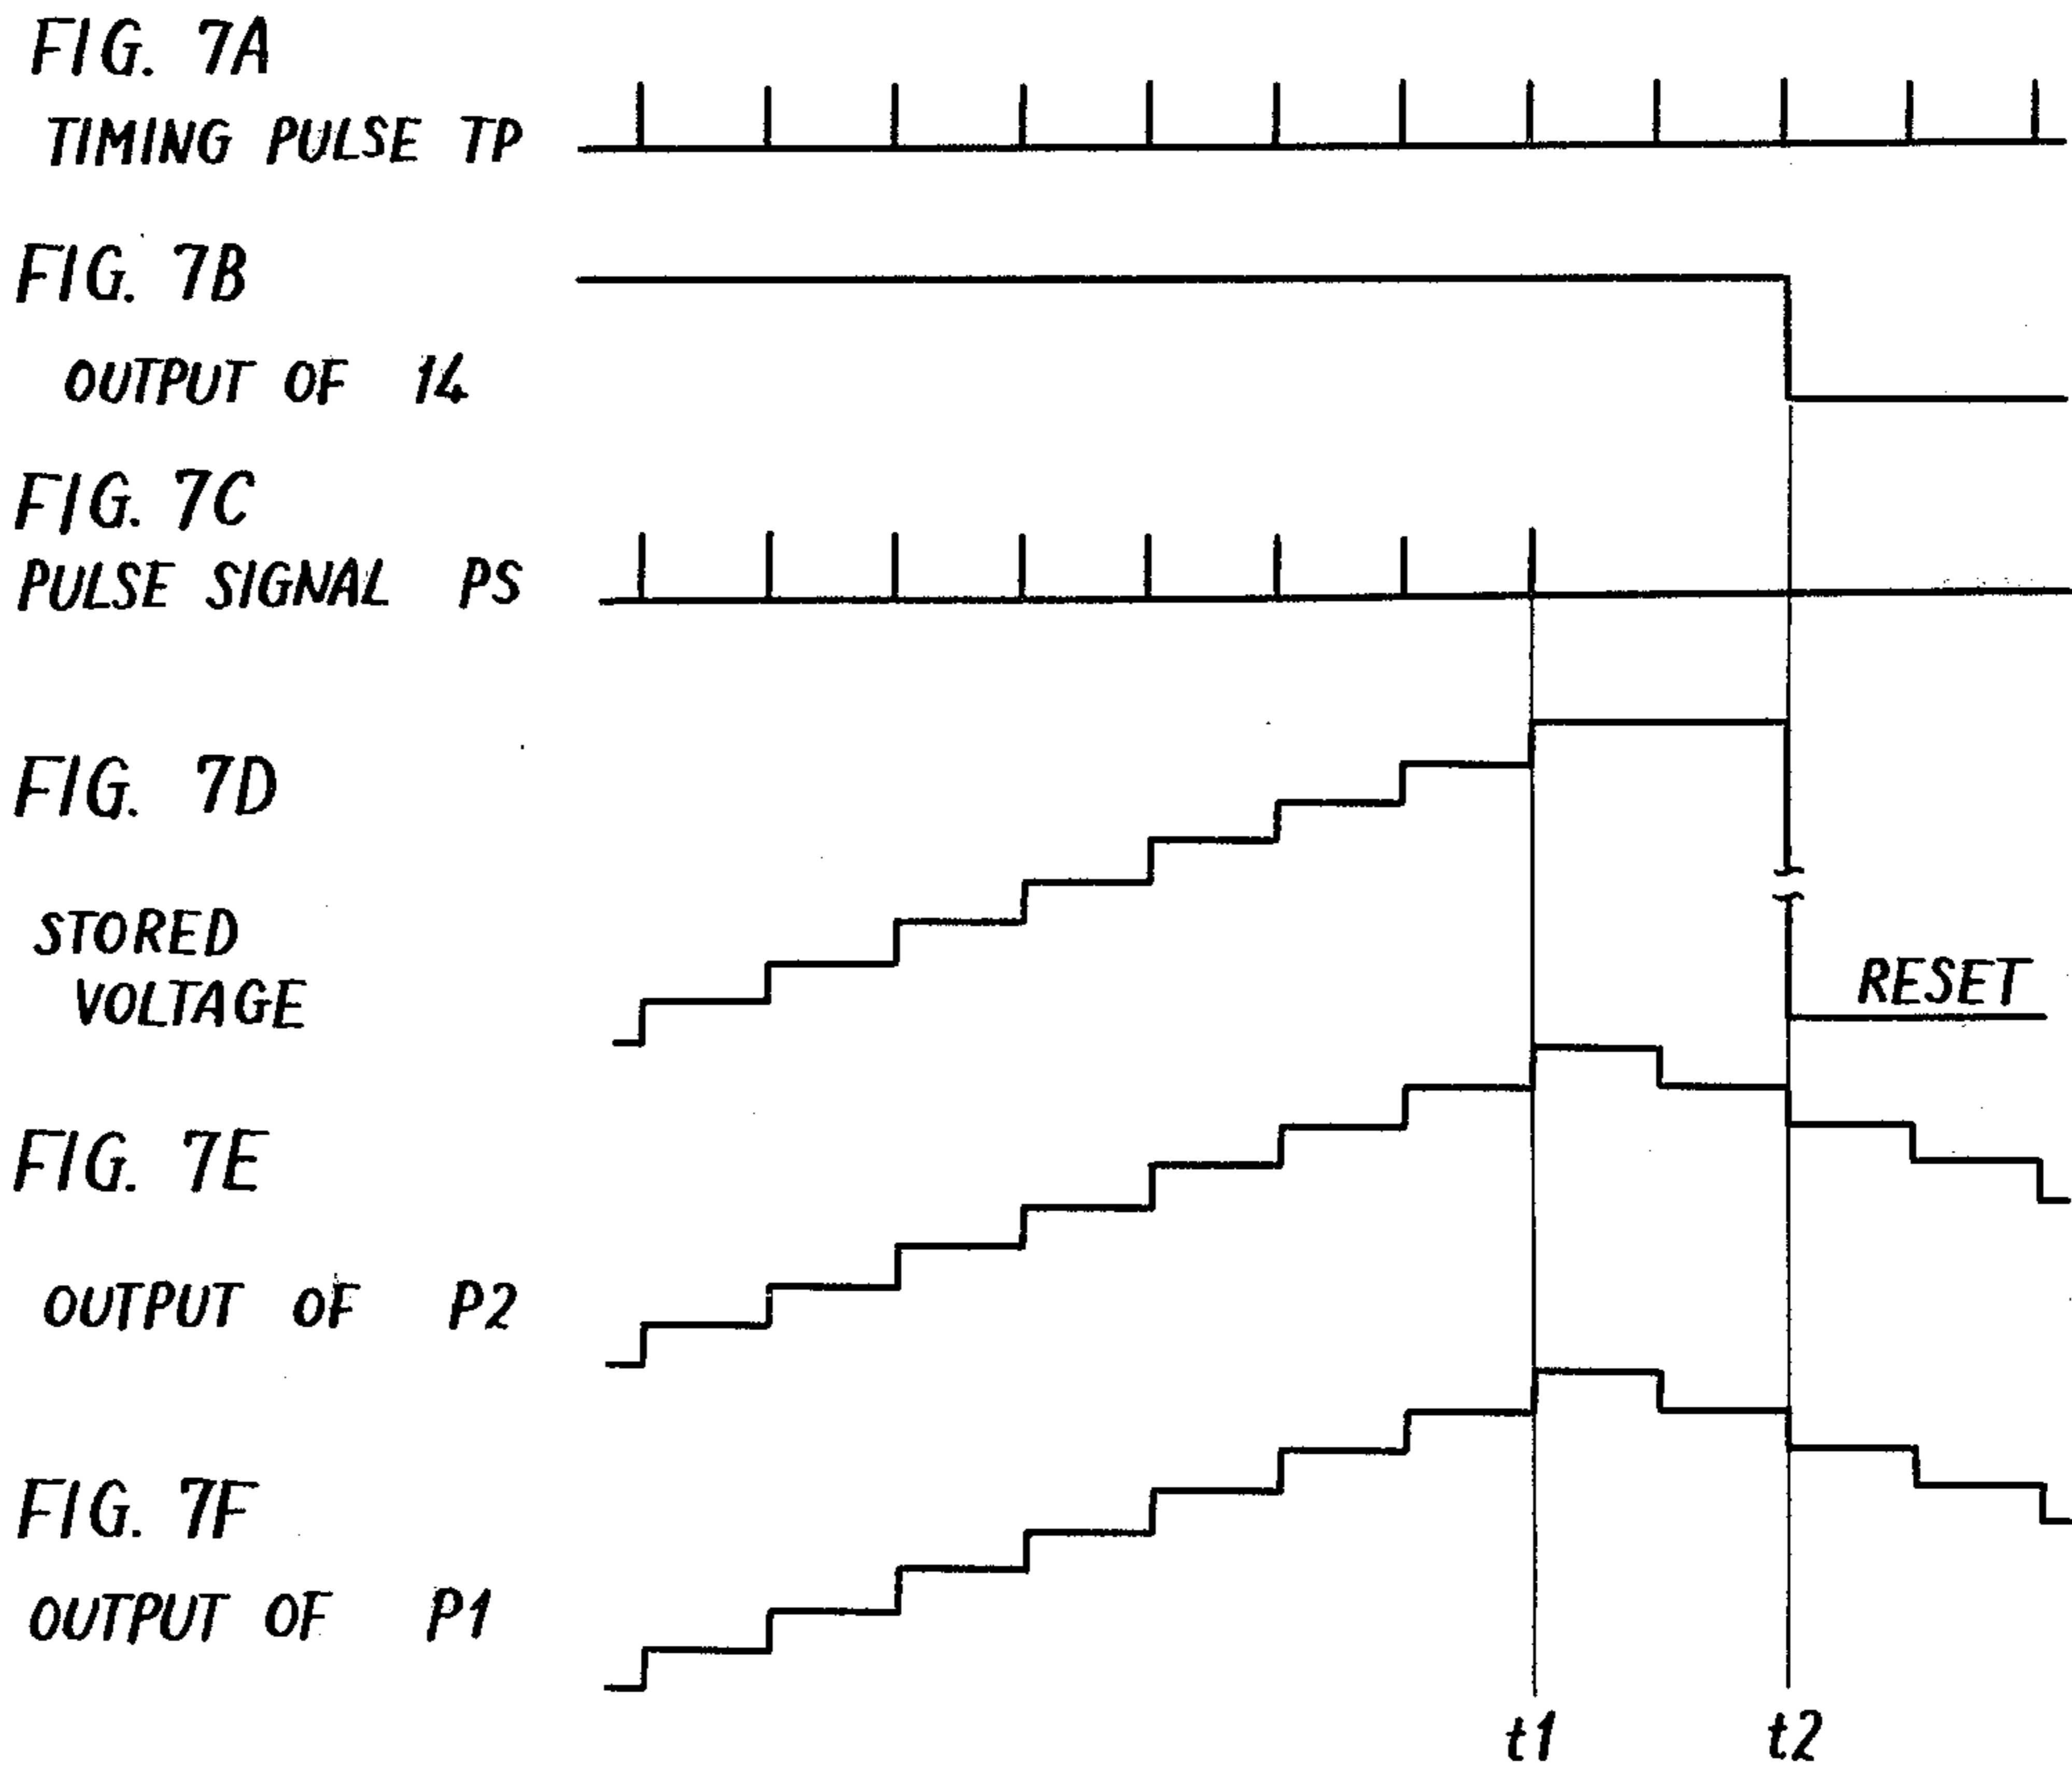 FIG. 7A
TIMING PULSE TP
FIG. 7B
OUTPUT OF 14
FIG. 7C
PULSE SIGNAL PS
FIG. 7D
STORED
VOLTAGE
RESET
FIG. 7E
OUTPUT OF P2
FIG. 7F
OUTPUT OF P1
t1
t2